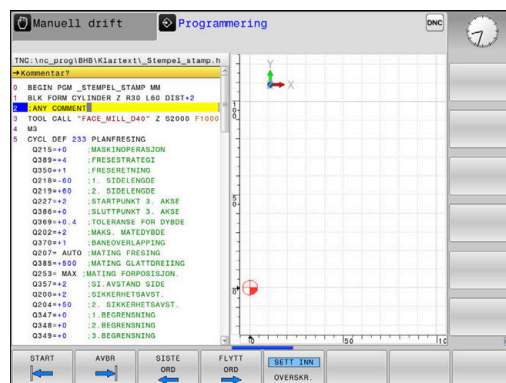 Manuell drift
Programmering
DNC
TNC:\nc_prog\BHB\Klartext\_Stempel_stamp.h
→Kommentar?
0 BEGIN PGM _STEMPEL_STAMP MM
1 BLK FORM CYLINDER Z R30 L60 DIST+2
2 ;ANY COMMENT
3 TOOL CALL "FACE_MILL_D40" Z S2000 F1000
4 M3
5 CYCL DEF 233 PLANFRESING
Q215=+0 ;MASKINOPERASJON
Q389=+4 ;FRESESTRATEGI
Q350=+1 ;FRESERETNING
Q218=-60 ;1. SIDELENGDE
Q219=+60 ;2. SIDELENGDE
Q227=+2 ;STARTPUNKT 3. AKSE
Q386=+0 ;SLUTTPUNKT 3. AKSE
Q369=+0.4 ;TOLERANSE FOR DYBDE
Q202=+2 ;MAKS. MATEDYBDE
Q370=+1 ;BANEOVERLAPPING
Q207= AUTO ;MATING FRESING
Q385=+500 ;MATING GLATTDREIING
Q253= MAX ;MATING FORPOSISJON.
Q357=+2 ;SI.AVSTAND SIDE
Q200=+2 ;SIKKERHETSAVST.
Q204=+50 ;2. SIKKERHETSAVST.
Q347=+0 ;1.BEGRENSNING
Q348=+0 ;2.BEGRENSNING
Q349=+0 ;3.BEGRENSNING
Y
X
100
50
0
0
50
START
AVBR
SISTE
ORD
FLYTT
ORD
SETT INN
OVERSKR.